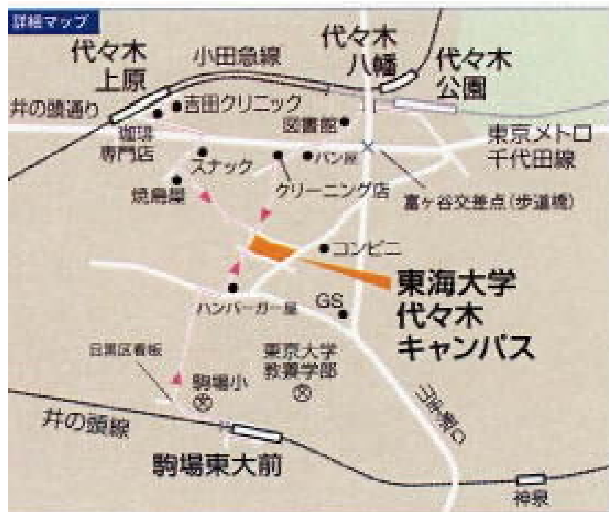 詳細マップ
代々木
上原
小田急線
代々木
八幡
代々木
公園
井の頭通り
吉田クリニック
図書館
珈琲
専門店
スナック
パン屋
東京メトロ
千代田線
焼鳥屋
クリーニング店
富ヶ谷交差点(歩道橋)
コンビニ
東海大学
代々木
キャンパス
ハンバーガー屋
GS
目黒区看板
駒場小
東京大学
教養学部
井の頭線
駒場東大前
神泉